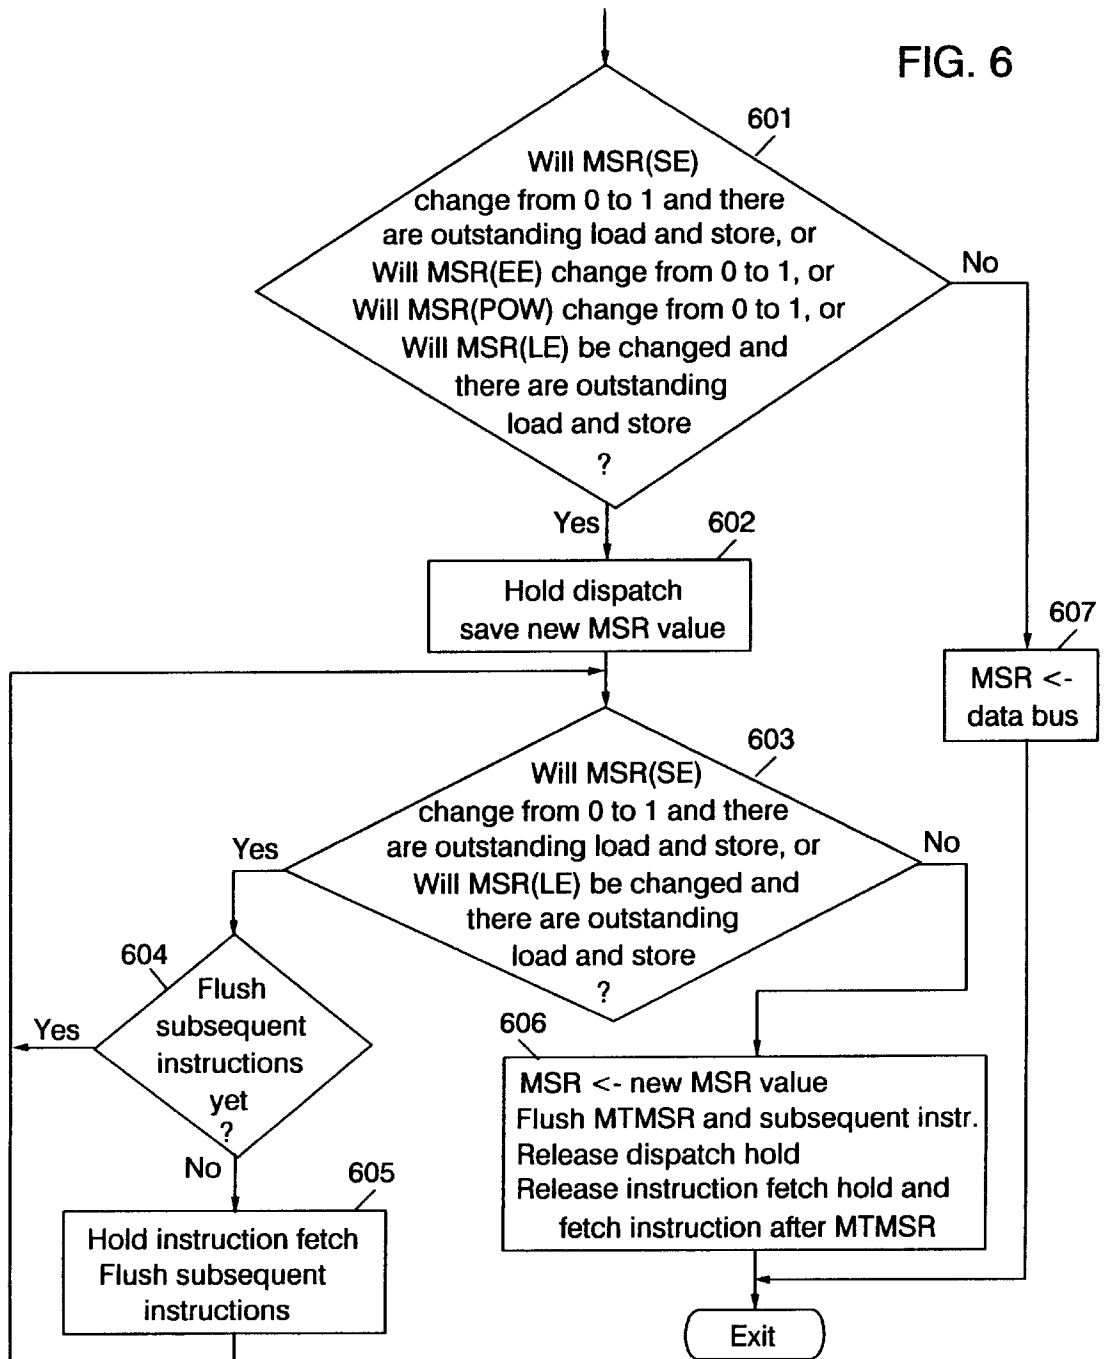 FIG. 6
601
Will MSR(SE)
change from 0 to 1 and there
are outstanding load and store, or
Will MSR(EE) change from 0 to 1, or
Will MSR(POW) change from 0 to 1, or
Will MSR(LE) be changed and
there are outstanding
load and store
?
No
Yes
602
Hold dispatch
save new MSR value
607
MSR <-
data bus
603
Will MSR(SE)
change from 0 to 1 and there
are outstanding load and store, or
Will MSR(LE) be changed and
there are outstanding
load and store
?
Yes
No
604
Flush
subsequent
instructions
yet
?
Yes
No
605
Hold instruction fetch
Flush subsequent
instructions
606
MSR <- new MSR value
Flush MTMSR and subsequent instr.
Release dispatch hold
Release instruction fetch hold and
fetch instruction after MTMSR
Exit